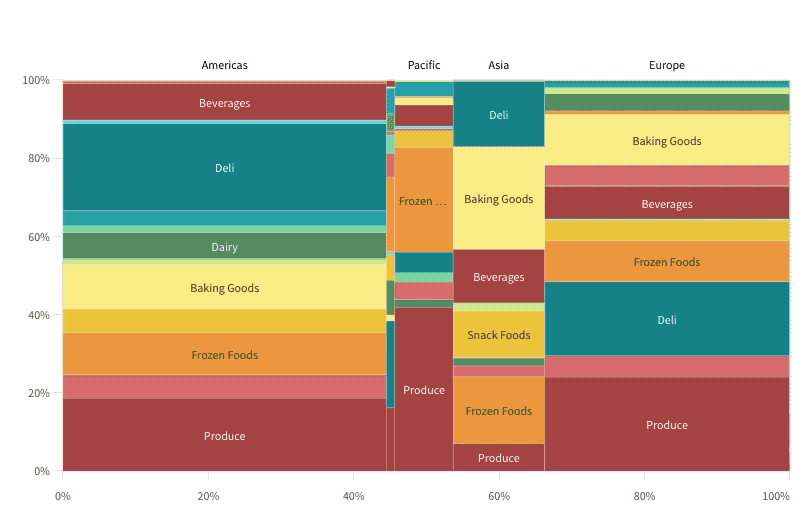 Americas Pacific Asia Europe
100%
Beverages
Deli
Baking Goods
80%
Deli
Frozen ...
Baking Goods
Beverages
60%
Dairy
Frozen Foods
Baking Goods
Beverages
40%
Deli
Snack Foods
Frozen Foods
20%
Produce
Frozen Foods
Produce
Produce
Produce
0%
0% 20% 40% 60% 80% 100%